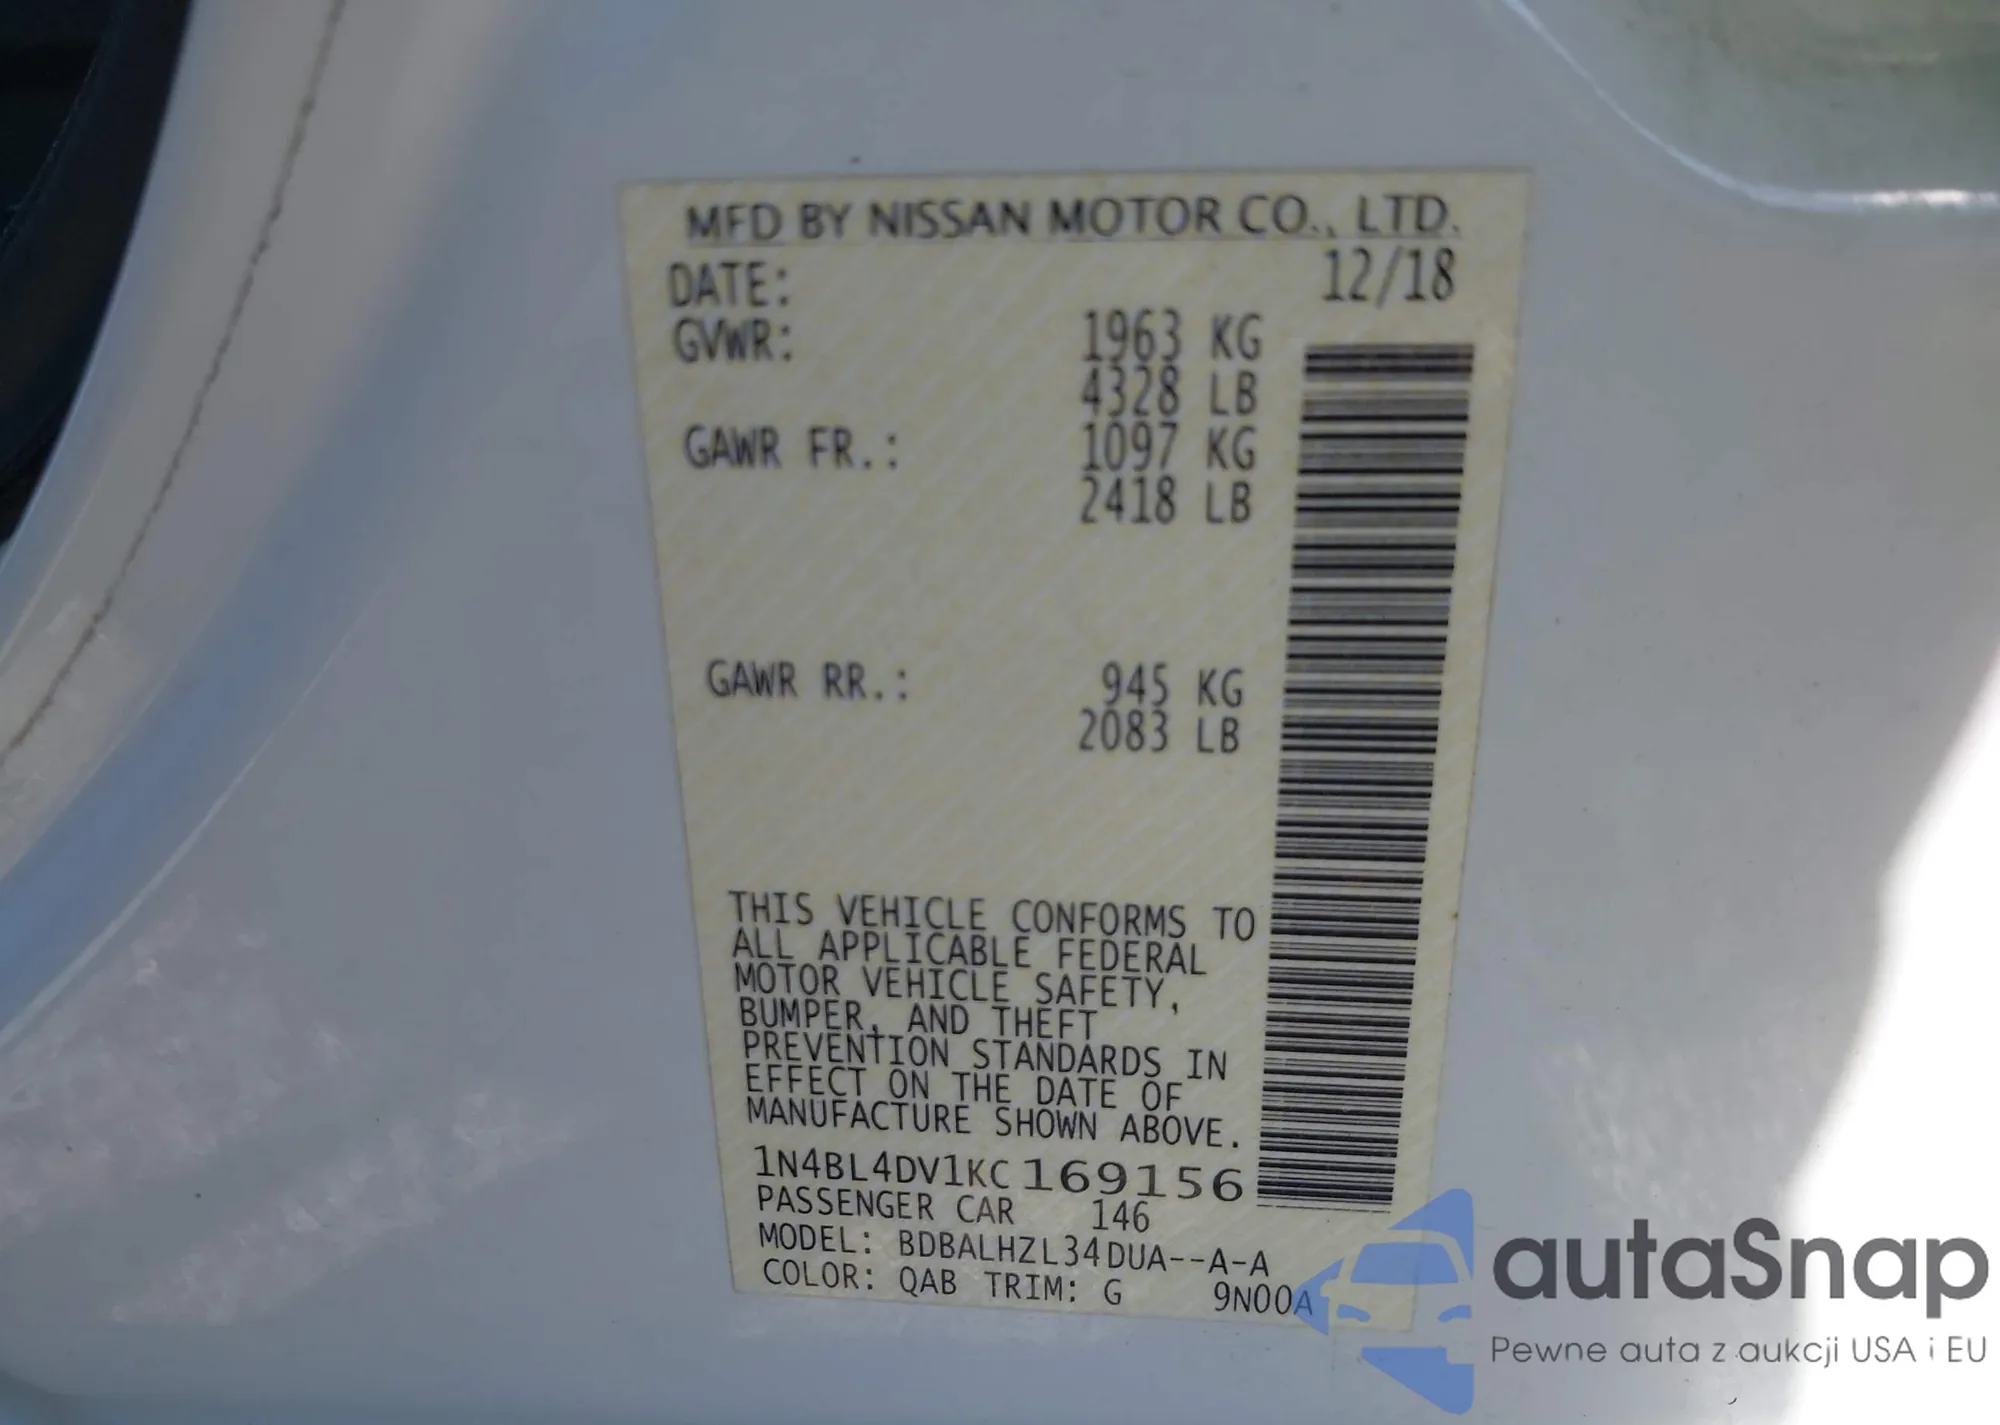 MFD BY NISSAN MOTOR CO., LTD.
DATE: 12/18
GVWR: 1963 KG
4328 LB
GAWR FR.: 1097 KG
2418 LB
GAWR RR.: 945 KG
2083 LB
THIS VEHICLE CONFORMS TO
ALL APPLICABLE FEDERAL
MOTOR VEHICLE SAFETY,
BUMPER, AND THEFT
PREVENTION STANDARDS IN
EFFECT ON THE DATE OF
MANUFACTURE SHOWN ABOVE.
1N4BL4DV1KC169156
PASSENGER CAR 146
MODEL: BDBALHZL34DUA--A-A
COLOR: QAB TRIM: G 9N00A
autaSnap
Pewne auta z aukcji USA i EU